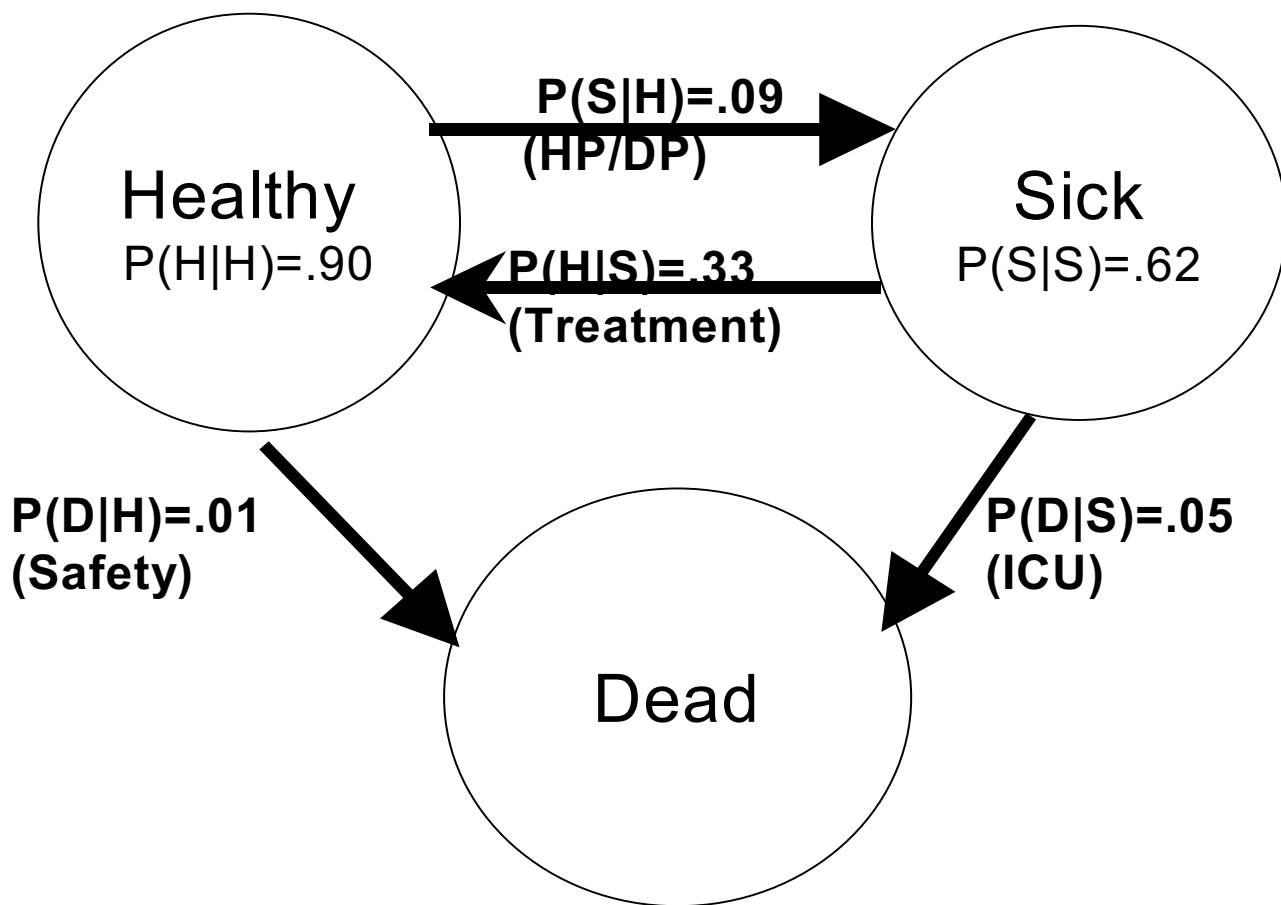 P(S|H)=.09
(HP/DP)
Healthy
P(H|H)=.90
Sick
P(S|S)=.62
P(H|S)=.33
(Treatment)
P(D|H)=.01
(Safety)
P(D|S)=.05
(ICU)
Dead